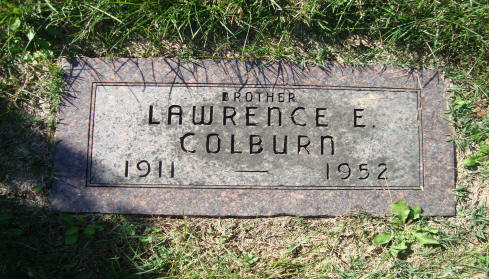 BROTHER
LAWRENCE E.
COLBURN
1911 — 1952